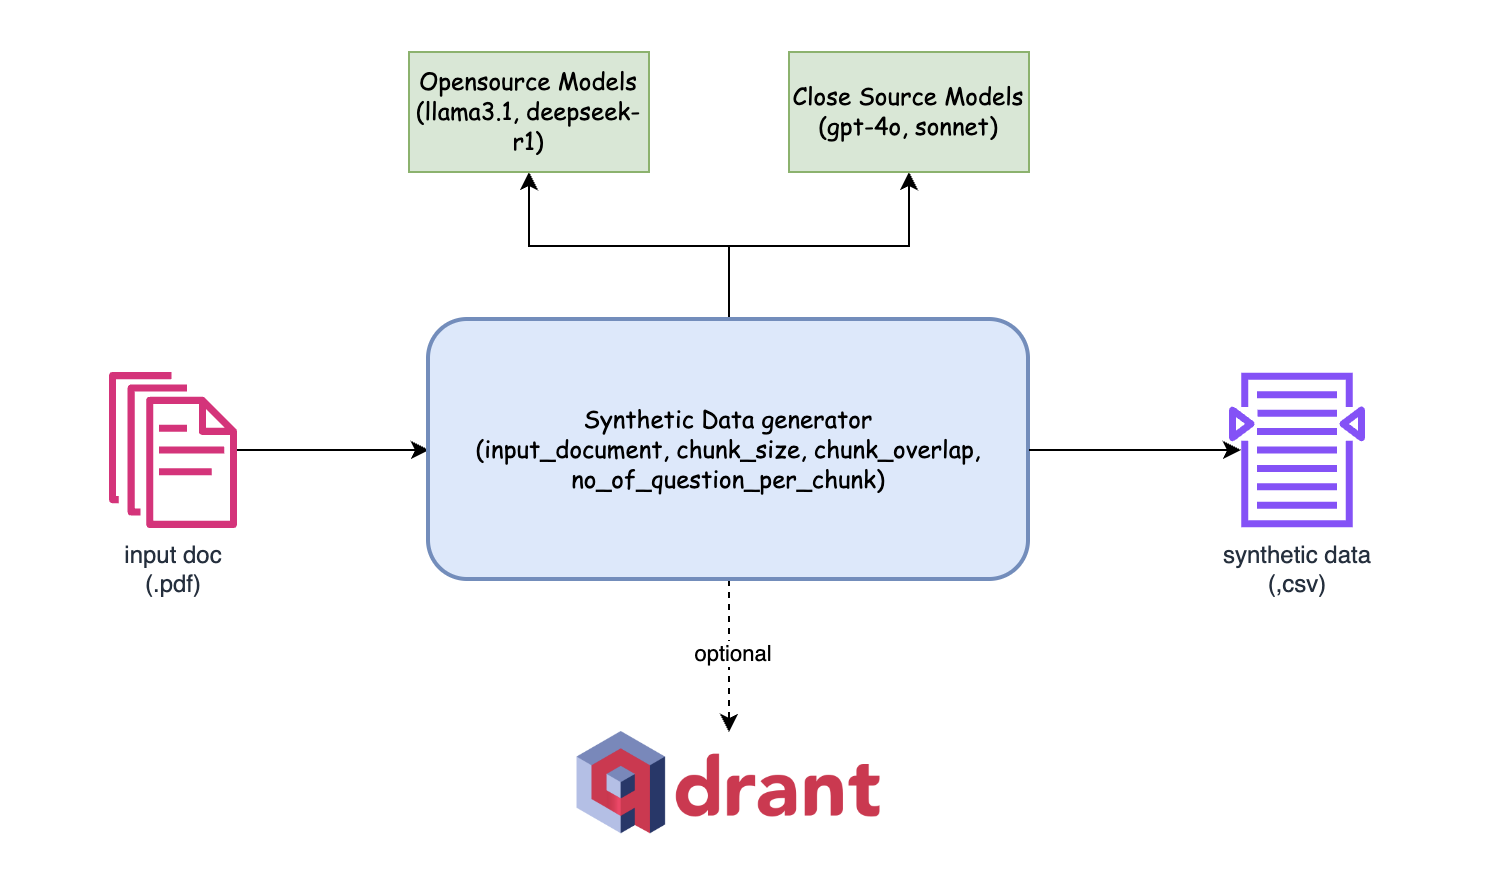 Opensource Models
(llama3.1, deepseek-
r1)
Close Source Models
(gpt-4o, sonnet)
Synthetic Data generator
(input_document, chunk_size, chunk_overlap,
no_of_question_per_chunk)
input doc
(.pdf)
synthetic data
(,csv)
optional
qdrant